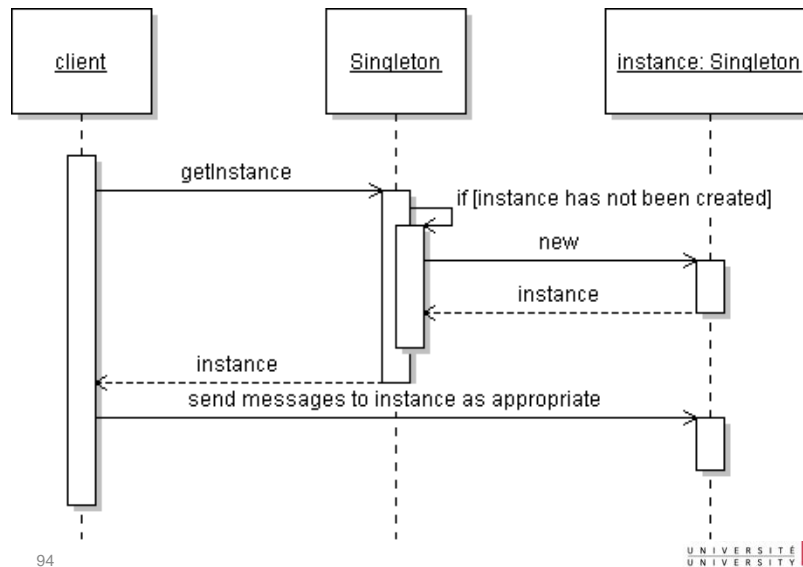 client
Singleton
instance: Singleton
getInstance
if [instance has not been created]
new
instance
instance
send messages to instance as appropriate
94
UNIVERSITÉ
UNIVERSITY